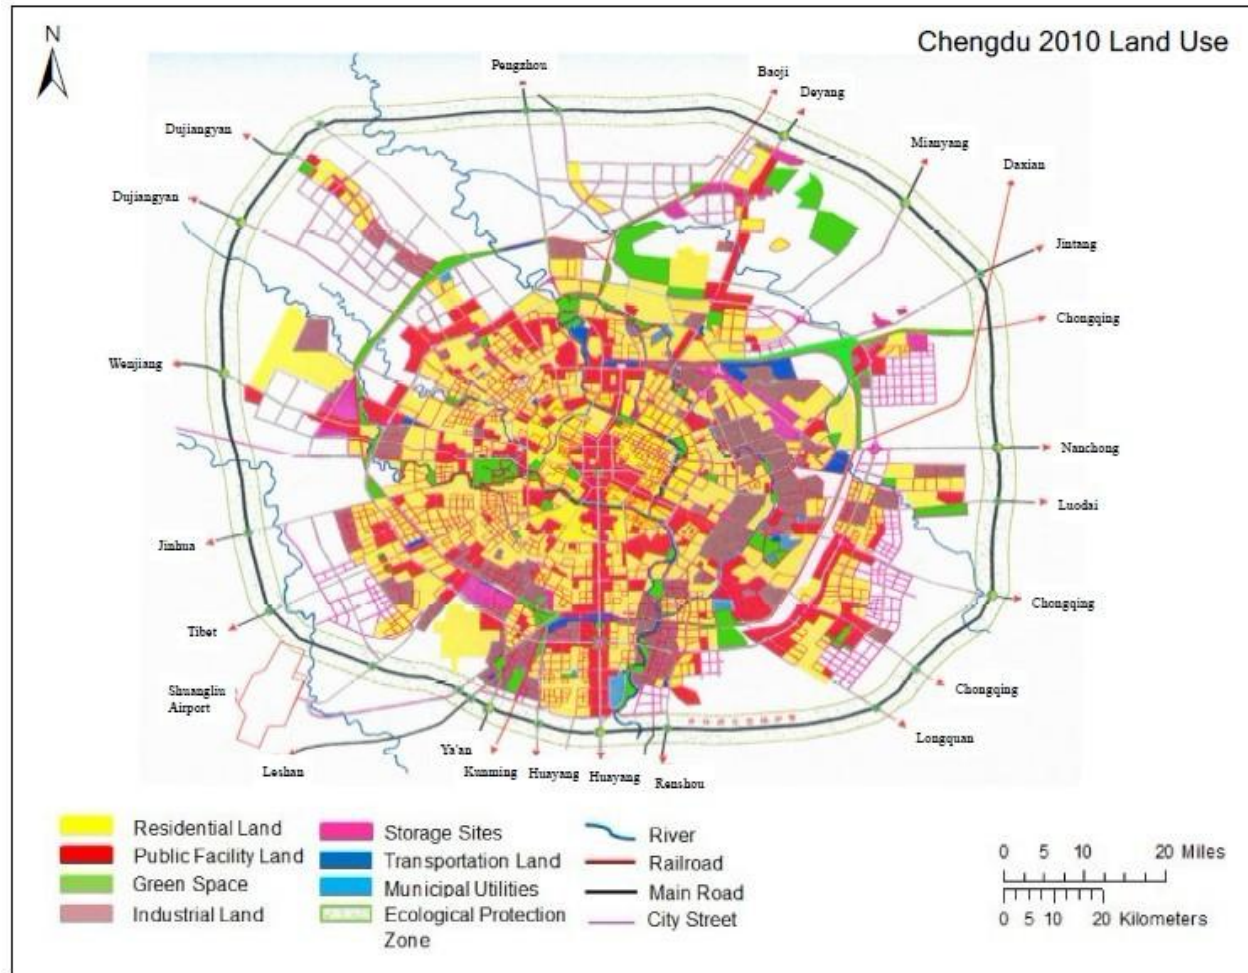 N
Chengdu 2010 Land Use
Pengzhou
Baoji
Deyang
Dujiangyan
Mianyang
Daxian
Dujiangyan
Jintang
Chongqing
Wenjiang
Nanchong
Luodai
Jinhua
Chongqing
Tibet
Chongqing
Shuangliu
Airport
Longquan
Ya'an
Leshan
Kunming
Huayang
Huayang
Renshou
Residential Land
Public Facility Land
Green Space
Industrial Land
Storage Sites
Transportation Land
Municipal Utilities
Ecological Protection
Zone
River
Railroad
Main Road
City Street
0 5 10 20 Miles
0 5 10 20 Kilometers